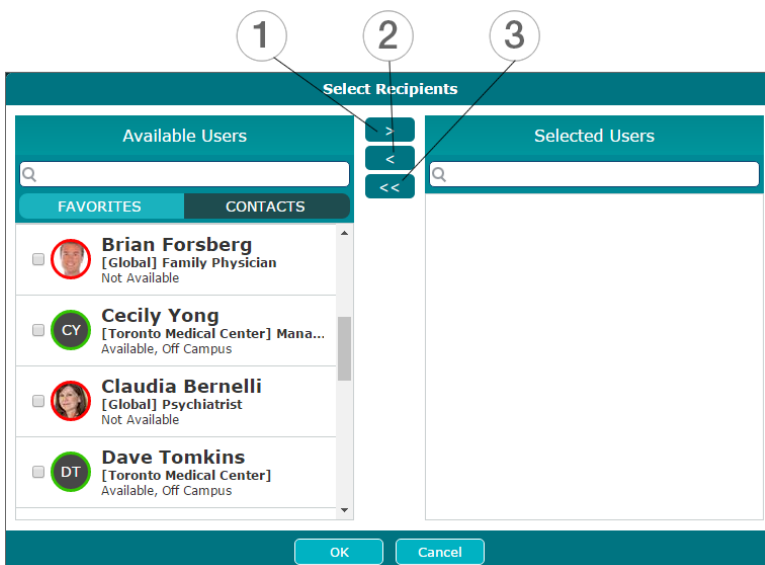 1 2 3
Select Recipients
Available Users
>
<
<<
Selected Users
FAVORITES CONTACTS
Brian Forsberg
[Global] Family Physician
Not Available
CY
Cecily Yong
[Toronto Medical Center] Mana...
Available, Off Campus
Claudia Bernelli
[Global] Psychiatrist
Not Available
DT
Dave Tomkins
[Toronto Medical Center]
Available, Off Campus
OK Cancel